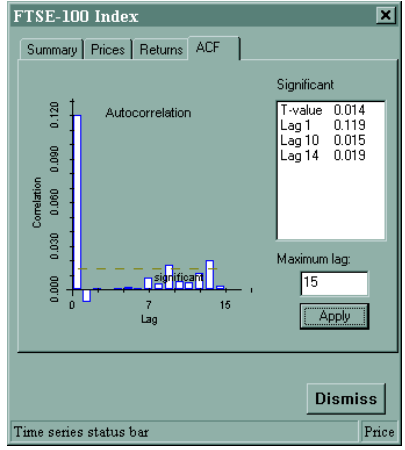 FTSE-100 Index
Summary Prices Returns ACF
Autocorrelation
Correlation
0.120
0.090
0.060
0.030
0.000
significant
0 7 15
Lag
Significant
T-value 0.014
Lag 1 0.119
Lag 10 0.015
Lag 14 0.019
Maximum lag:
15
Apply
Dismiss
Time series status bar Price